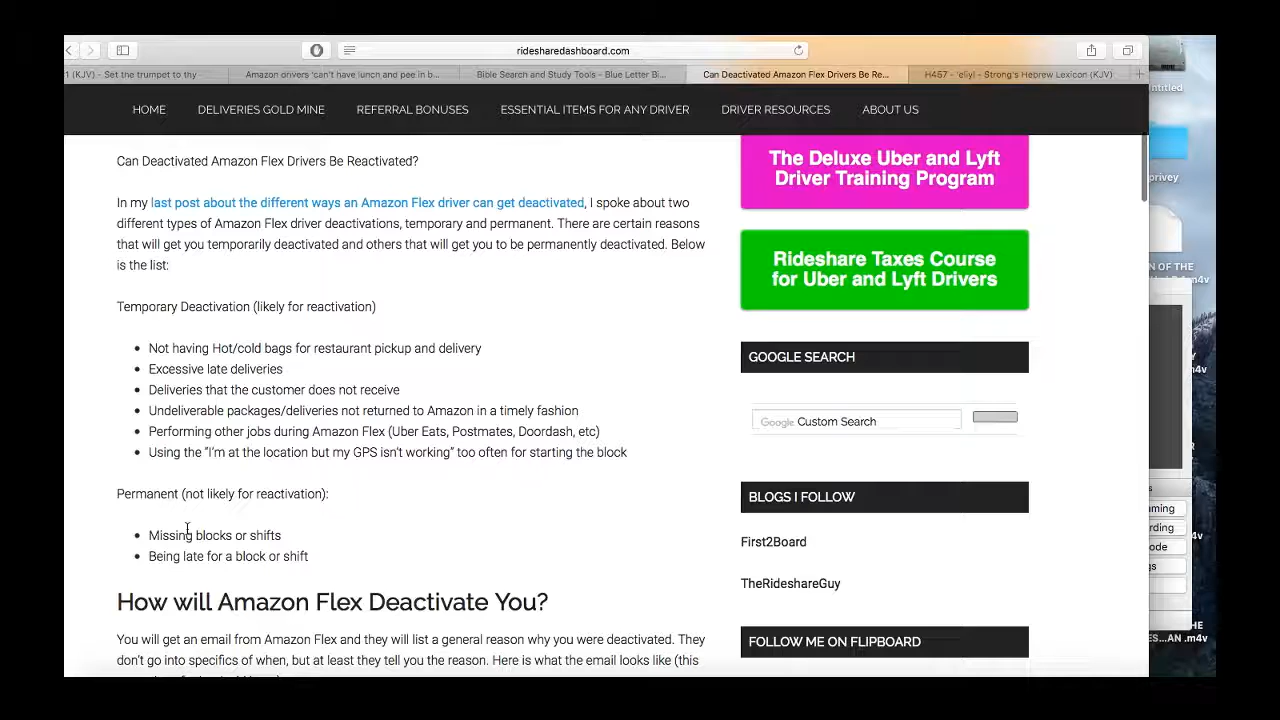 ridesharedashboard.com
1 (KJV) - Set the trumpet to thy
Amazon drivers 'can't have lunch and pee in b...
Bible Search and Study Tools - Blue Letter Bi...
Can Deactivated Amazon Flex Drivers Be Re...
H457 - 'eliyl - Strong's Hebrew Lexicon (KJV)
HOME
DELIVERIES GOLD MINE
REFERRAL BONUSES
ESSENTIAL ITEMS FOR ANY DRIVER
DRIVER RESOURCES
ABOUT US
Can Deactivated Amazon Flex Drivers Be Reactivated?
In my last post about the different ways an Amazon Flex driver can get deactivated, I spoke about two
different types of Amazon Flex driver deactivations, temporary and permanent. There are certain reasons
that will get you temporarily deactivated and others that will get you to be permanently deactivated. Below
is the list:
Temporary Deactivation (likely for reactivation)
• Not having Hot/cold bags for restaurant pickup and delivery
• Excessive late deliveries
• Deliveries that the customer does not receive
• Undeliverable packages/deliveries not returned to Amazon in a timely fashion
• Performing other jobs during Amazon Flex (Uber Eats, Postmates, Doordash, etc)
• Using the "I'm at the location but my GPS isn't working" too often for starting the block
Permanent (not likely for reactivation):
• Missing blocks or shifts
• Being late for a block or shift
How will Amazon Flex Deactivate You?
You will get an email from Amazon Flex and they will list a general reason why you were deactivated. They
don't go into specifics of when, but at least they tell you the reason. Here is what the email looks like (this
The Deluxe Uber and Lyft
Driver Training Program
Rideshare Taxes Course
for Uber and Lyft Drivers
GOOGLE SEARCH
Google Custom Search
BLOGS I FOLLOW
First2Board
TheRideshareGuy
FOLLOW ME ON FLIPBOARD
ntitled
privey
N OF THE
.m4v
Y
m4v
s
ming
rding
ode
gs
4v
HE
ES...AN .m4v